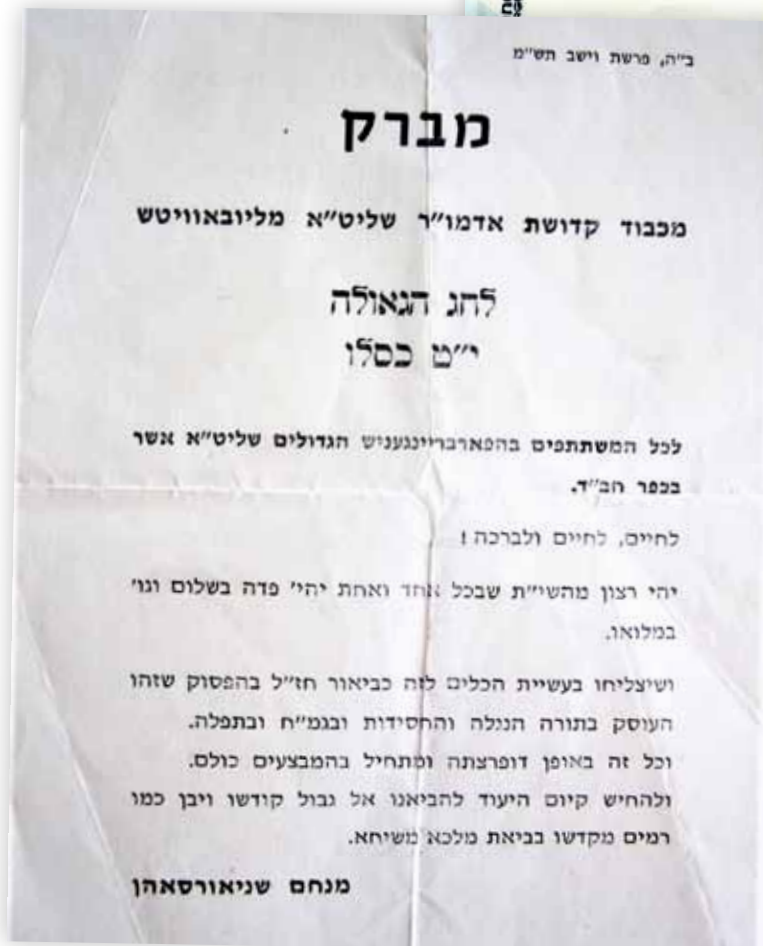 ב״ה, פרשת וישב תש״מ
מברק
מכבוד קדושת אדמו״ר שליט״א מליובאוויטש
לחג הגאולה
י״ט כסלו
לכל המשתתפים בהפארבריינגעניש הגדולים שליט״א אשר
בכפר חב״ד.
לחיים, לחיים ולברכה!
יהי רצון מהשי״ת שבכל אחד ואחת יהי׳ פדה בשלום וגו׳
במלואו.
ושיצליחו בעשיית הכלים לזה כביאור חז״ל בהפסוק שזהו
העוסק בתורה הנגלה והחסידות ובגמ״ח ובתפלה.
וכל זה באופן דופרצתה ומתחיל בהמבצעים כולם.
ולהחיש קיום היעוד להביאנו אל גבול קודשו ויבן כמו
רמים מקדשו בביאת מלכא משיחא.
מנחם שניאורסאהן